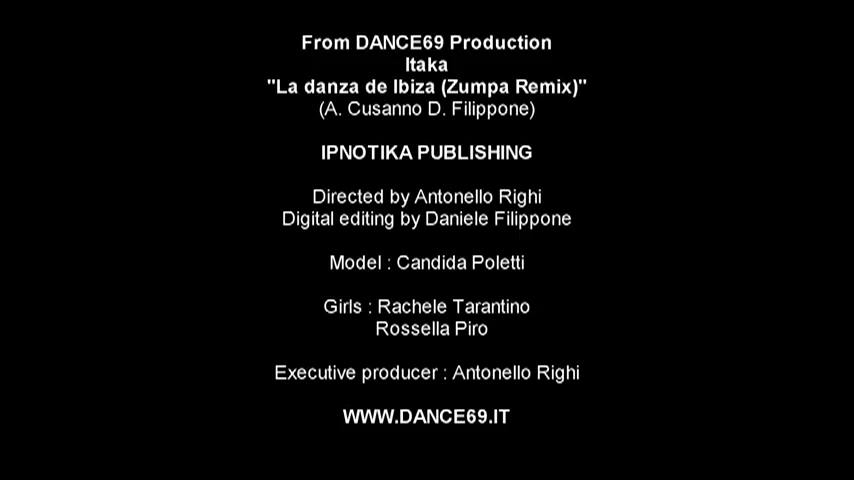 From DANCE69 Production
Itaka
"La danza de Ibiza (Zumpa Remix)"
(A. Cusanno D. Filippone)
IPNOTIKA PUBLISHING
Directed by Antonello Righi
Digital editing by Daniele Filippone
Model : Candida Poletti
Girls : Rachele Tarantino
Rossella Piro
Executive producer : Antonello Righi
WWW.DANCE69.IT